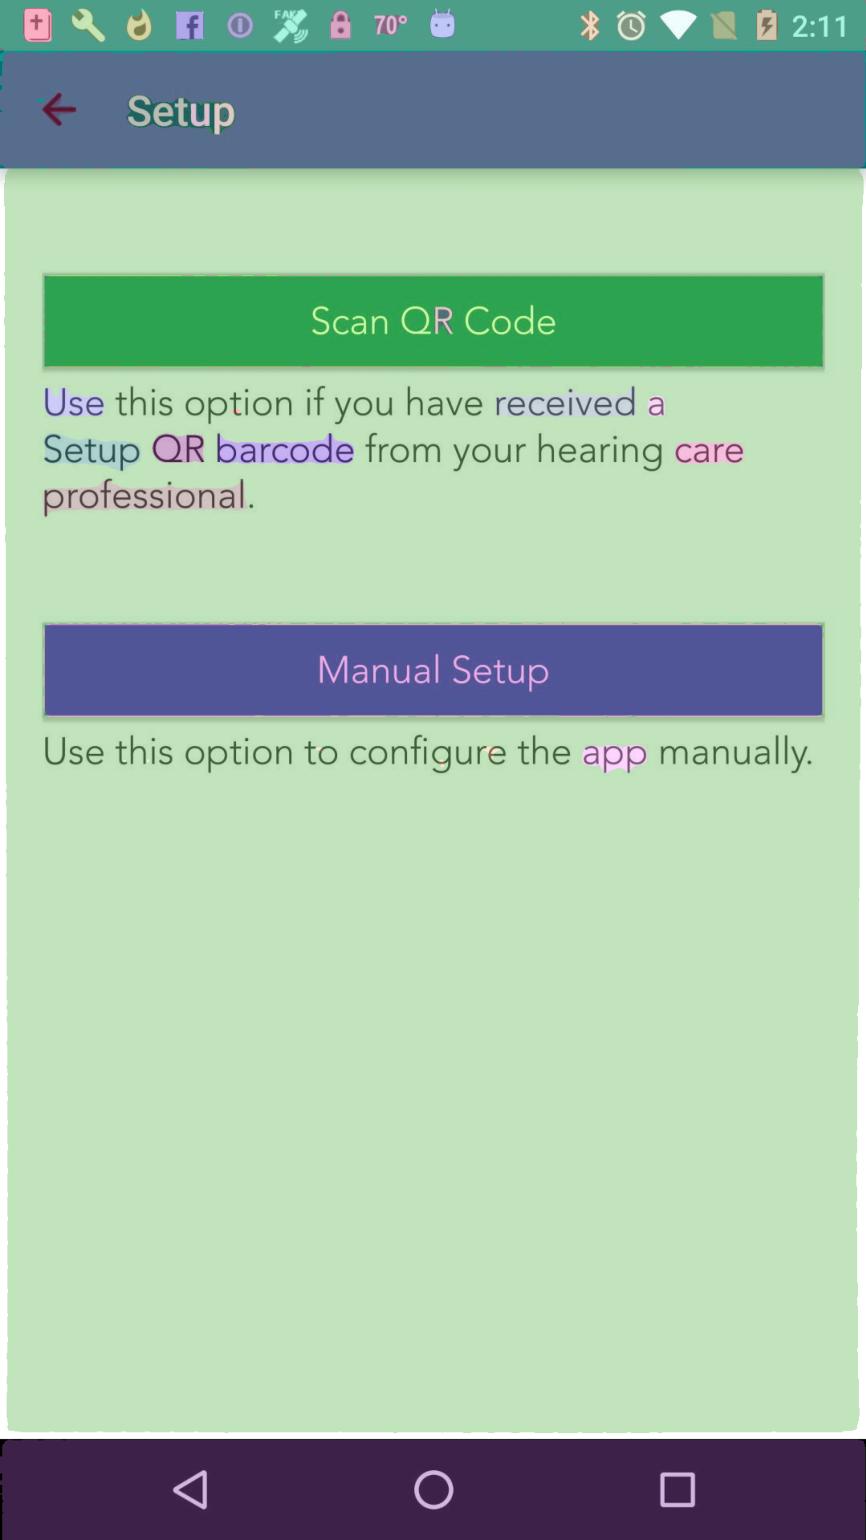 FAKE 70° 2:11
Setup
Scan QR Code
Use this option if you have received a
Setup QR barcode from your hearing care
professional.
Manual Setup
Use this option to configure the app manually.